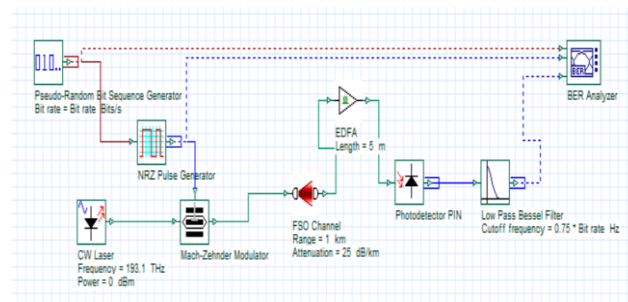 010..
Pseudo-Random Bit Sequence Generator
Bit rate = Bit rate Bits/s
BER
BER Analyzer
EDFA
Length = 5 m
NRZ Pulse Generator
Photodetector PIN
Low Pass Bessel Filter
Cutoff frequency = 0.75 * Bit rate Hz
FSO Channel
Range = 1 km
Attenuation = 25 dB/km
CW Laser
Frequency = 193.1 THz
Power = 0 dBm
Mach-Zehnder Modulator